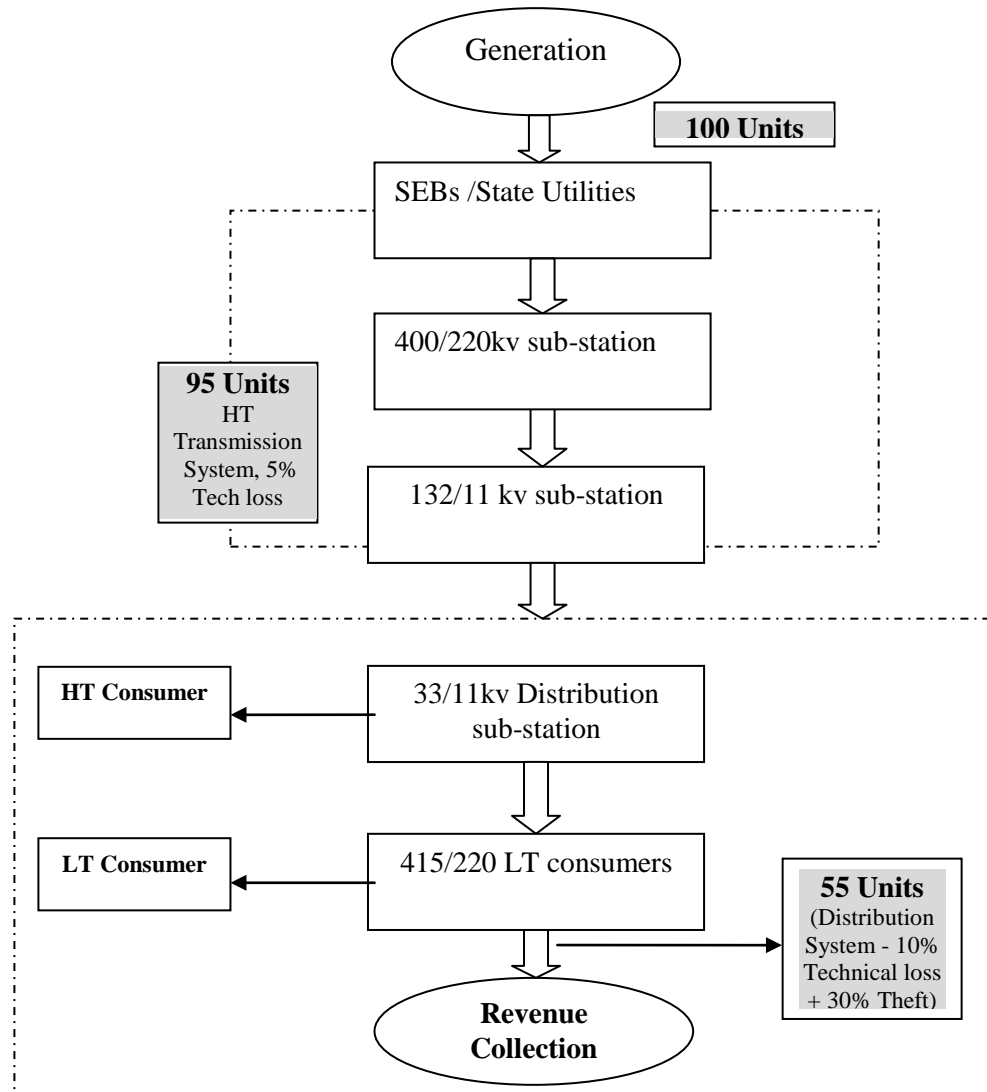 Generation
100 Units
SEBs /State Utilities
400/220kv sub-station
95 Units
HT
Transmission
System, 5%
Tech loss
132/11 kv sub-station
HT Consumer
33/11kv Distribution
sub-station
LT Consumer
415/220 LT consumers
55 Units
(Distribution
System - 10%
Technical loss
+ 30% Theft)
Revenue
Collection